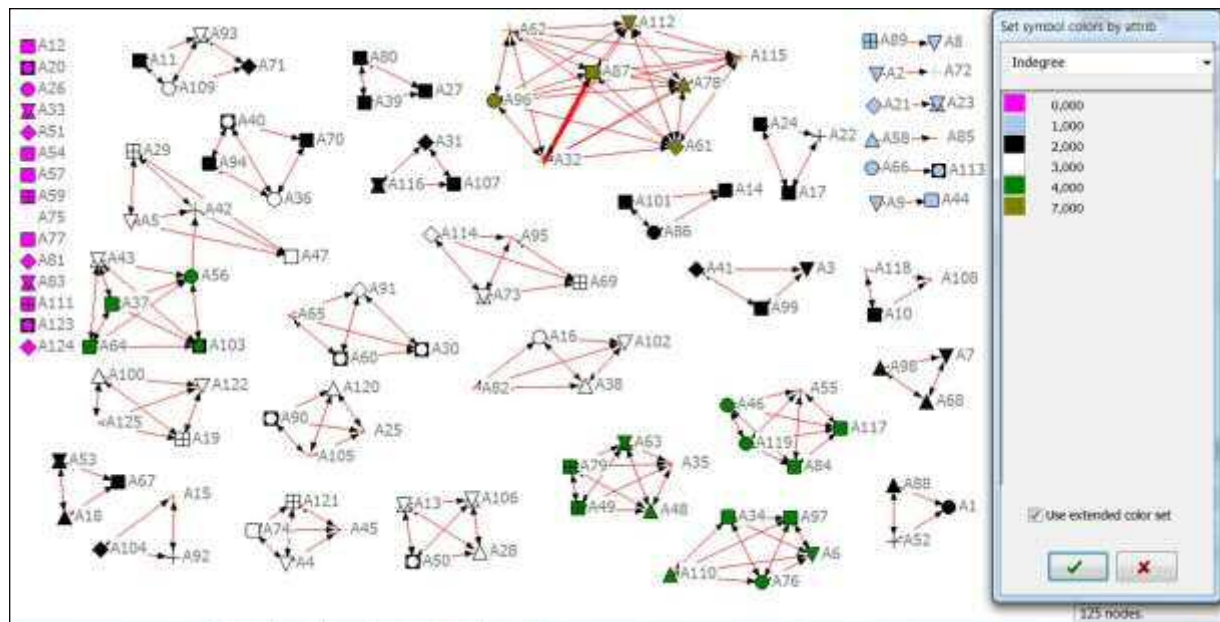 A12
A20
A26
A33
A51
A54
A57
A59
A75
A77
A81
A83
A111
A123
A124
A93
A11
A71
A109
A80
A39
A27
A62
A112
A115
A87
A78
A96
A32
A61
A89 A8
A2 A72
A21 A23
A58 A85
A66 A113
A9 A44
A40
A70
A94
A36
A31
A116 A107
A24
A22
A17
A29
A42
A5
A47
A101 A14
A86
A43
A56
A37
A64 A103
A114 A95
A69
A73
A41 A3
A99
A118
A108
A10
A91
A65
A60 A30
A16
A102
A82 A38
A98 A7
A68
A100
A122
A125
A19
A120
A90
A25
A105
A46 A55
A119 A117
A84
A53
A67
A18
A15
A104
A92
A121
A74 A45
A4
A13 A106
A50 A28
A63
A79 A35
A49 A48
A34 A97
A6
A110
A76
A88
A1
A52
Set symbol colors by attrib
Indegree
0,000
1,000
2,000
3,000
4,000
7,000
Use extended color set
125 nodes.